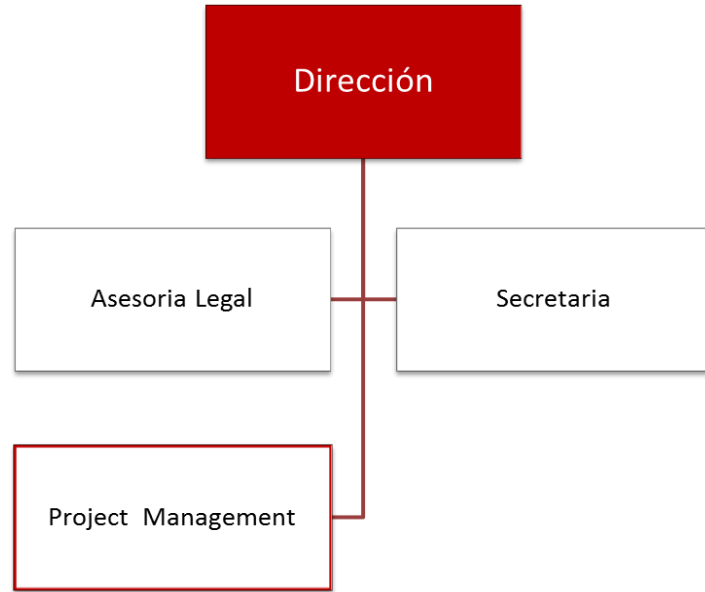 Dirección
Asesoria Legal
Secretaria
Project Management